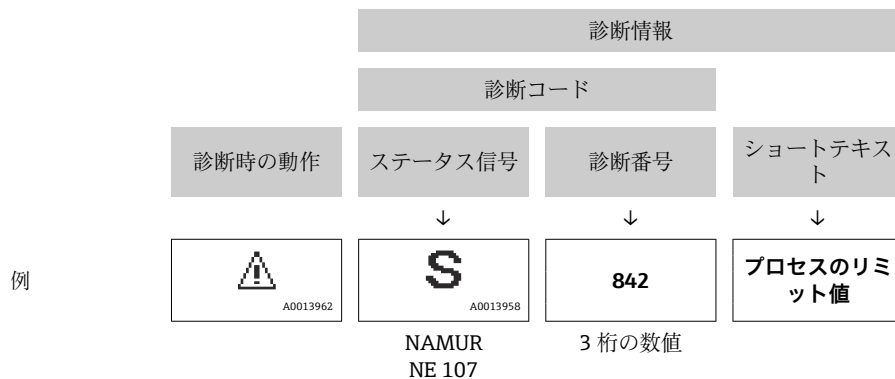 診断情報
診断コード
診断時の動作
ステータス信号
診断番号
ショートテキス
ト
↓
↓
↓
例
A0013962
S
A0013958
842
プロセスのリミ
ット値
NAMUR
NE 107
3 桁の数値